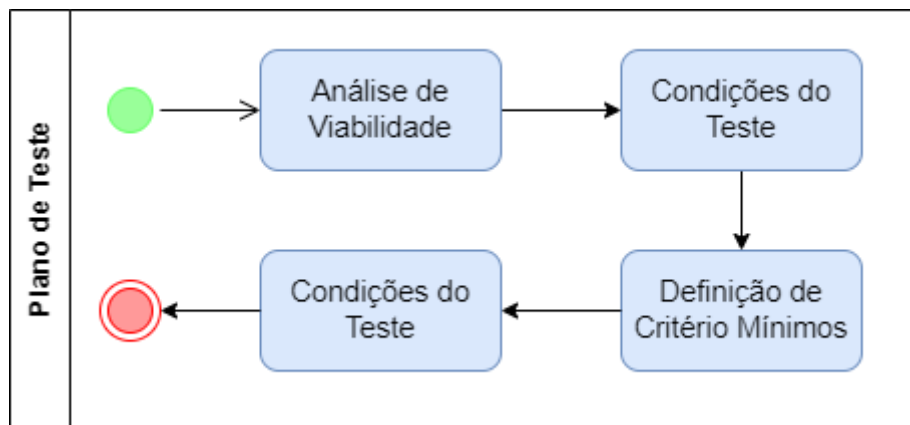 Plano de Teste
Análise de
Viabilidade
Condições do
Teste
Definição de
Critério Mínimos
Condições do
Teste